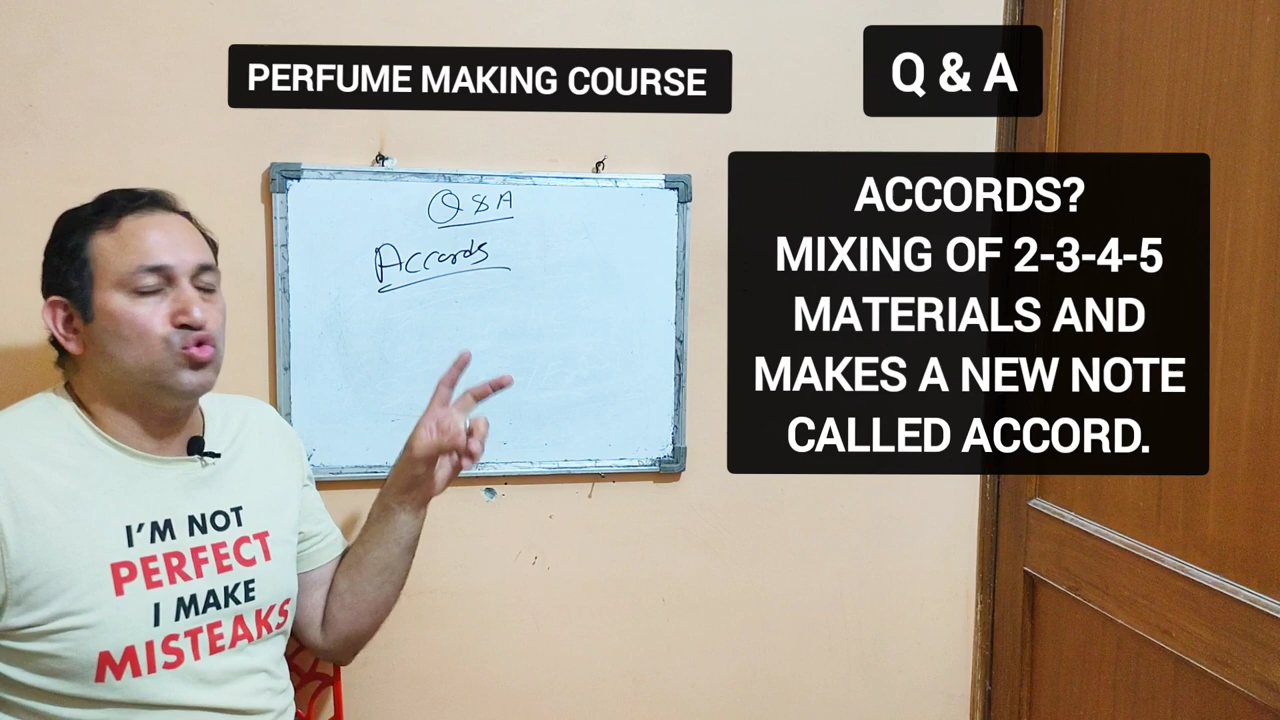 PERFUME MAKING COURSE
Q & A
ACCORDS?
MIXING OF 2-3-4-5
MATERIALS AND
MAKES A NEW NOTE
CALLED ACCORD.
Q & A
Accords
I'M NOT
PERFECT
I MAKE
MISTEAKS